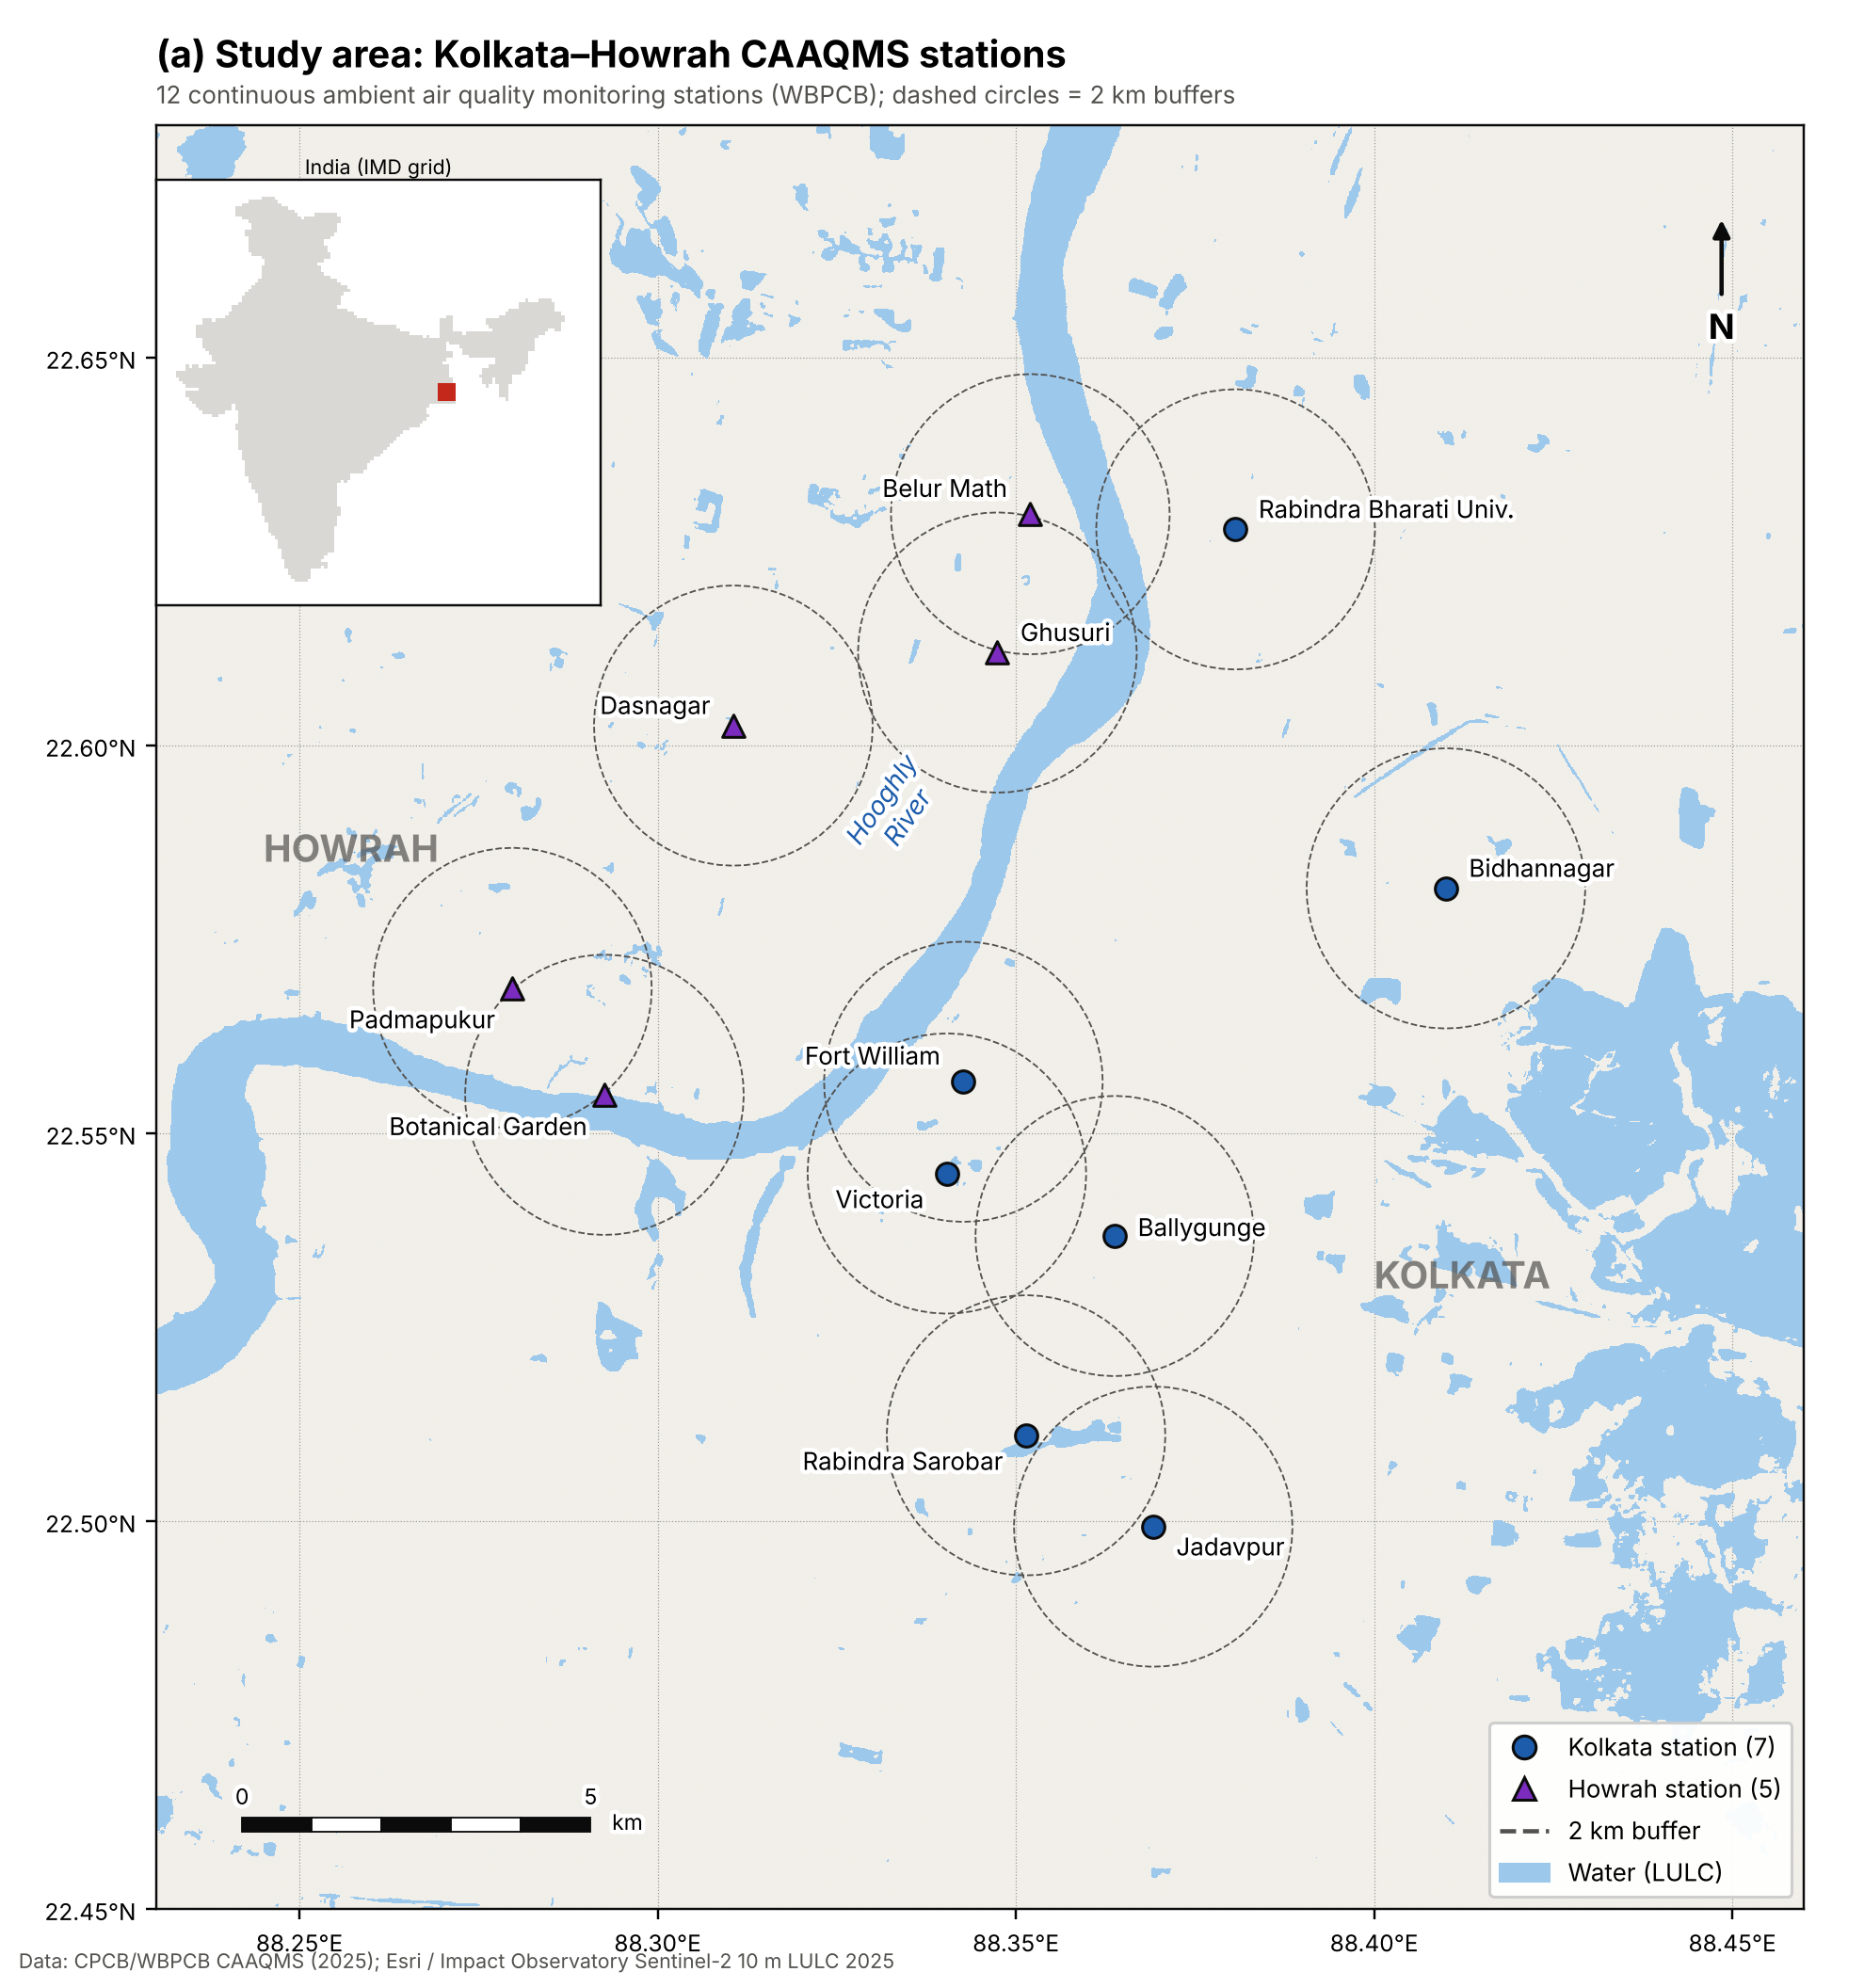 (a) Study area: Kolkata–Howrah CAAQMS stations
12 continuous ambient air quality monitoring stations (WBPCB); dashed circles = 2 km buffers
India (IMD grid)
N
22.65°N
Belur Math
Rabindra Bharati Univ.
Ghusuri
Dasnagar
22.60°N
Hooghly
River
HOWRAH
Bidhannagar
Padmapukur
Fort William
Botanical Garden
22.55°N
Victoria
Ballygunge
KOLKATA
Rabindra Sarobar
22.50°N
Jadavpur
Kolkata station (7)
Howrah station (5)
2 km buffer
Water (LULC)
0 5
km
22.45°N
88.25°E 88.30°E 88.35°E 88.40°E 88.45°E
Data: CPCB/WBPCB CAAQMS (2025); Esri / Impact Observatory Sentinel-2 10 m LULC 2025